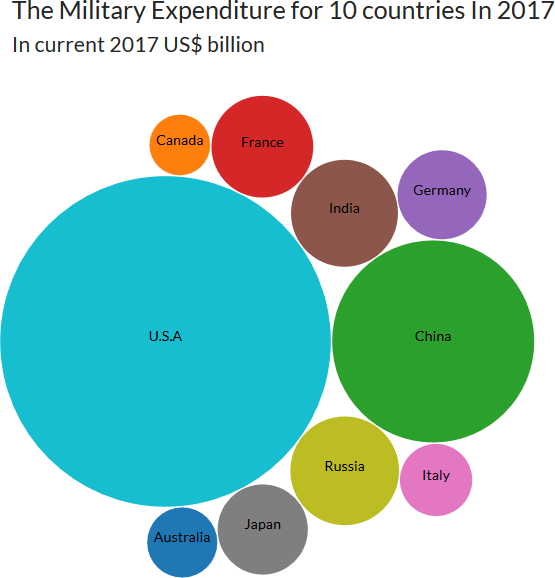 The Military Expenditure for 10 countries In 2017
In current 2017 US$ billion
Canada
France
India
Germany
U.S.A
China
Russia
Italy
Japan
Australia